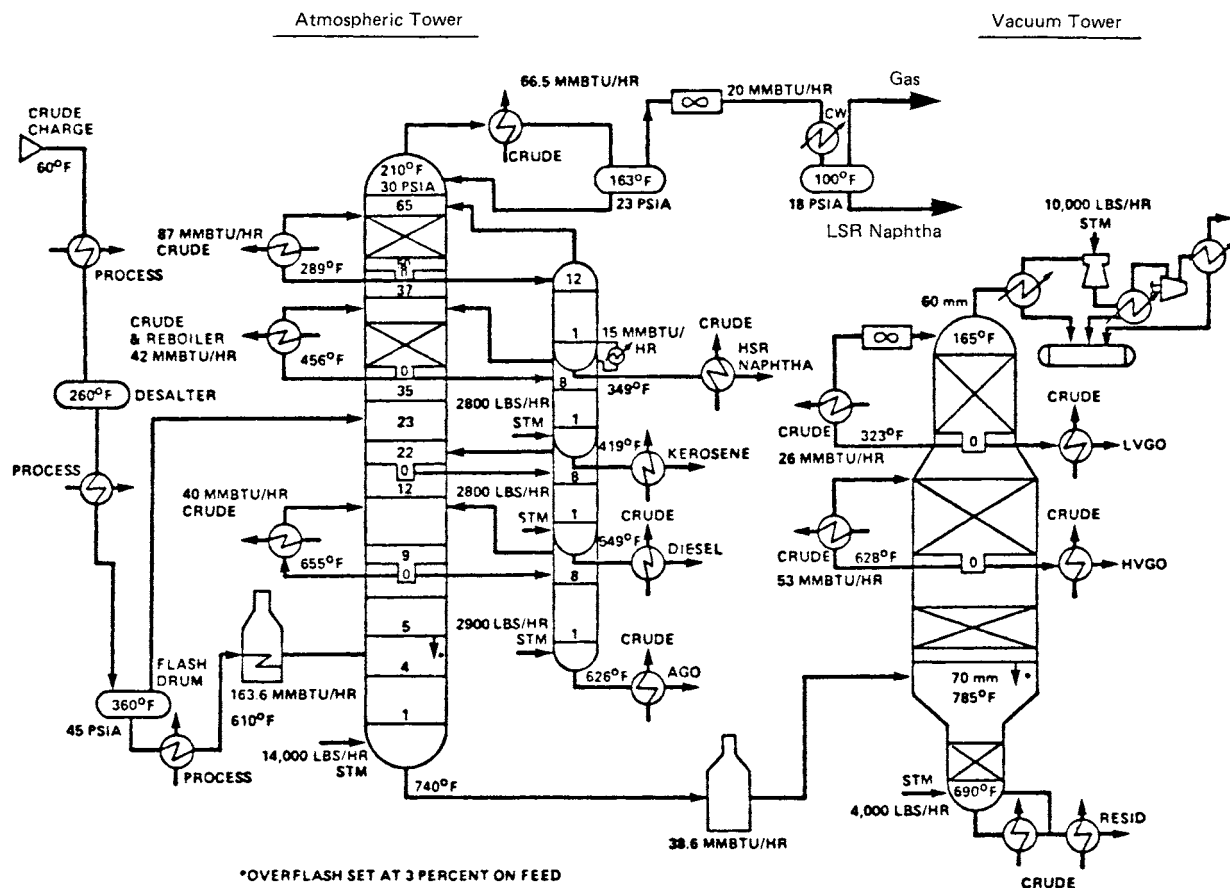 Atmospheric Tower
Vacuum Tower
66.5 MMBTU/HR
20 MMBTU/HR
Gas
CRUDE
CHARGE
60°F
CW
CRUDE
210°F
30 PSIA
163°F
23 PSIA
100°F
18 PSIA
LSR Naphtha
65
10,000 LBS/HR
STM
87 MMBTU/HR
CRUDE
PROCESS
289°F
37
12
60 mm
CRUDE
& REBOILER
42 MMBTU/HR
456°F
0
35
1
15 MMBTU/
HR
CRUDE
HSR
NAPHTHA
349°F
8
165°F
260°F
DESALTER
2800 LBS/HR
STM
1
23
22
0
12
419°F
KEROSENE
8
CRUDE
323°F
26 MMBTU/HR
0
CRUDE
LVGO
PROCESS
40 MMBTU/HR
CRUDE
2800 LBS/HR
STM
1
CRUDE
549°F
DIESEL
8
655°F
9
0
CRUDE
628°F
53 MMBTU/HR
0
CRUDE
HVGO
5
4
1
2900 LBS/HR
STM
1
CRUDE
626°F
AGO
FLASH
DRUM
360°F
45 PSIA
163.6 MMBTU/HR
610°F
PROCESS
14,000 LBS/HR
STM
740°F
70 mm
785°F
STM
4,000 LBS/HR
690°F
RESID
CRUDE
38.6 MMBTU/HR
*OVERFLASH SET AT 3 PERCENT ON FEED